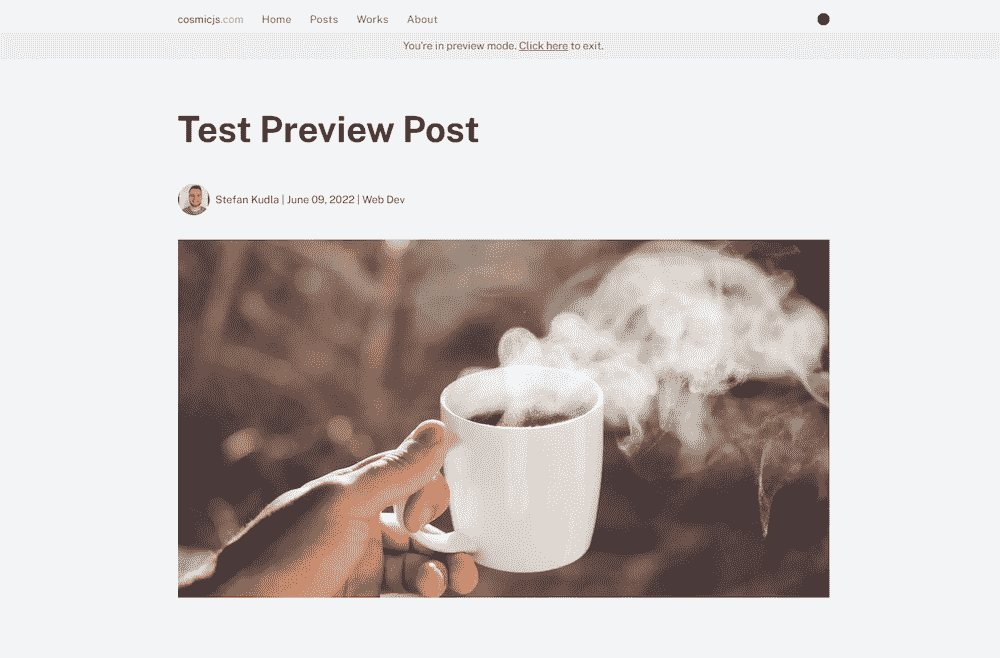 cosmicjs.com Home Posts Works About
You're in preview mode. Click here to exit.
Test Preview Post
Stefan Kudla | June 09, 2022 | Web Dev